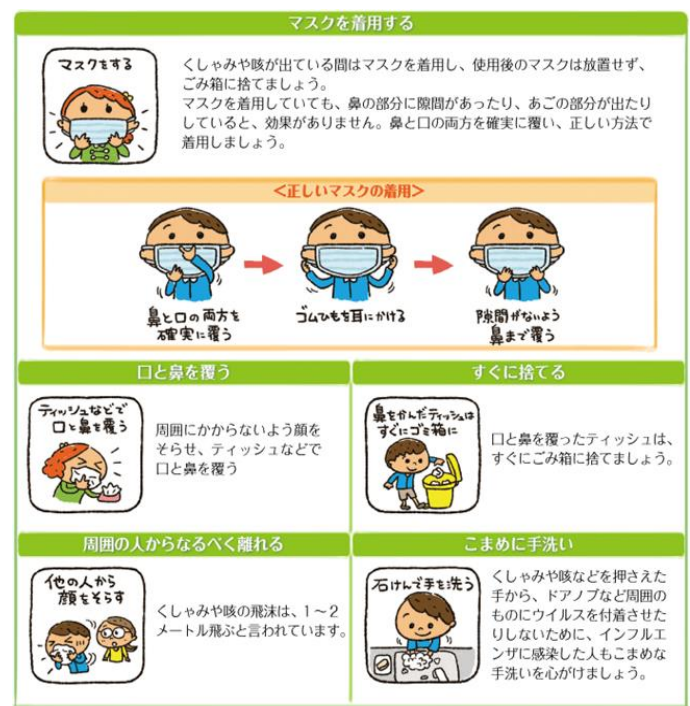 マスクを着用する
マスクをする
くしゃみや咳が出ている間はマスクを着用し、使用後のマスクは放置せず、
ごみ箱に捨てましょう。
マスクを着用していても、鼻の部分に隙間があったり、あごの部分が出たり
していると、効果がありません。鼻と口の両方を確実に覆い、正しい方法で
着用しましょう。
<正しいマスクの着用>
鼻と口の両方を
確実に覆う
ゴムひもを耳にかける
隙間がないよう
鼻まで覆う
口と鼻を覆う
ティッシュなどで
口と鼻を覆う
周囲にかからないよう顔を
そらせ、ティッシュなどで
口と鼻を覆う
すぐに捨てる
鼻をかんだティッシュは
すぐにゴミ箱に
口と鼻を覆ったティッシュは、
すぐにごみ箱に捨てましょう。
周囲の人からなるべく離れる
他の人から
顔をそらす
くしゃみや咳の飛沫は、1～2
メートル飛ぶと言われています。
こまめに手洗い
石けんで手を洗う
くしゃみや咳などを押さえた
手から、ドアノブなど周囲の
ものにウイルスを付着させた
りしないために、インフルエ
ンザに感染した人もこまめな
手洗いを心がけましょう。